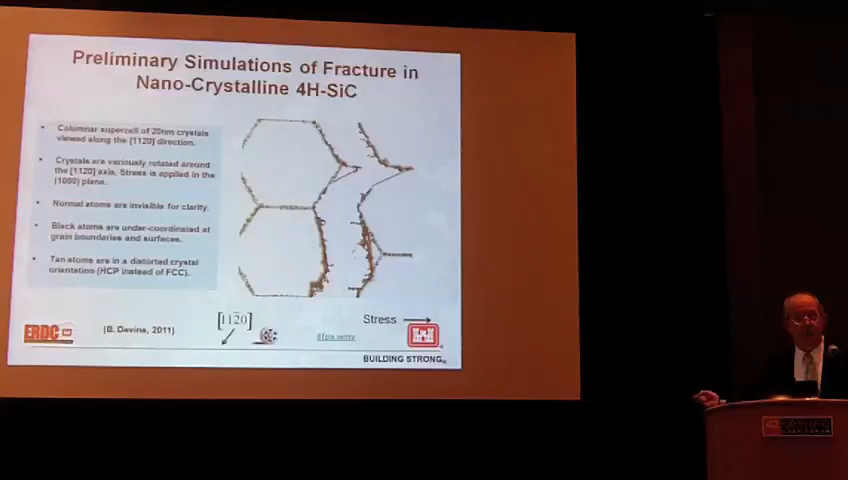 Preliminary Simulations of Fracture in
Nano-Crystalline 4H-SiC
• Columnar supercell of 20nm crystals
viewed along the [1120] direction.
• Crystals are variously rotated around
the [1120] axis. Stress is applied in the
(1000) plane.
• Normal atoms are invisible for clarity.
• Black atoms are under-coordinated at
grain boundaries and surfaces.
• Tan atoms are in a distorted crystal
orientation (HCP instead of FCC).
[112̄0]
Stress
ERDC
(B. Devine, 2011)
BUILDING STRONG